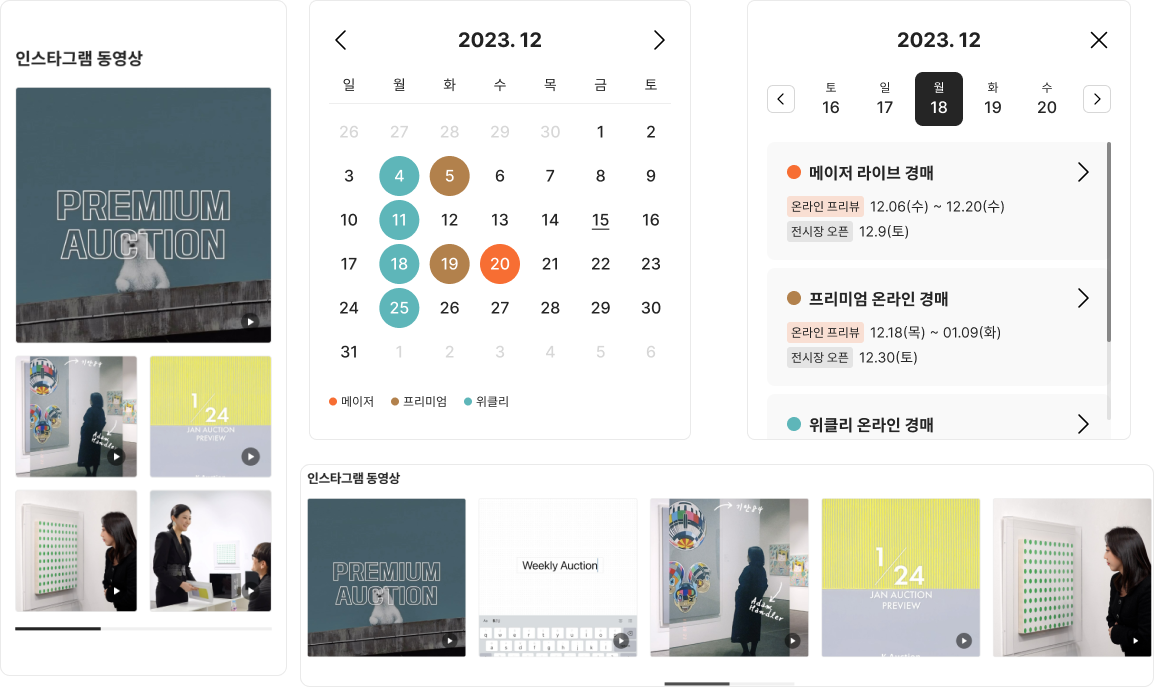 인스타그램 동영상
PREMIUM
AUCTION
기안84
Adam
Handler
1
24
JAN AUCTION
PREVIEW
2023. 12
일 월 화 수 목 금 토
26 27 28 29 30 1 2
3 4 5 6 7 8 9
10 11 12 13 14 15 16
17 18 19 20 21 22 23
24 25 26 27 28 29 30
31 1 2 3 4 5 6
메이저 프리미엄 위클리
2023. 12
토 일 월 화 수
16 17 18 19 20
메이저 라이브 경매
온라인 프리뷰 12.06(수) ~ 12.20(수)
전시장 오픈 12.9(토)
프리미엄 온라인 경매
온라인 프리뷰 12.18(목) ~ 01.09(화)
전시장 오픈 12.30(토)
위클리 온라인 경매
인스타그램 동영상
PREMIUM
AUCTION
Weekly Auction
q w e r t y u i o p
a s d f g h j k l
기안84
Adam
Handler
1
24
JAN AUCTION
PREVIEW